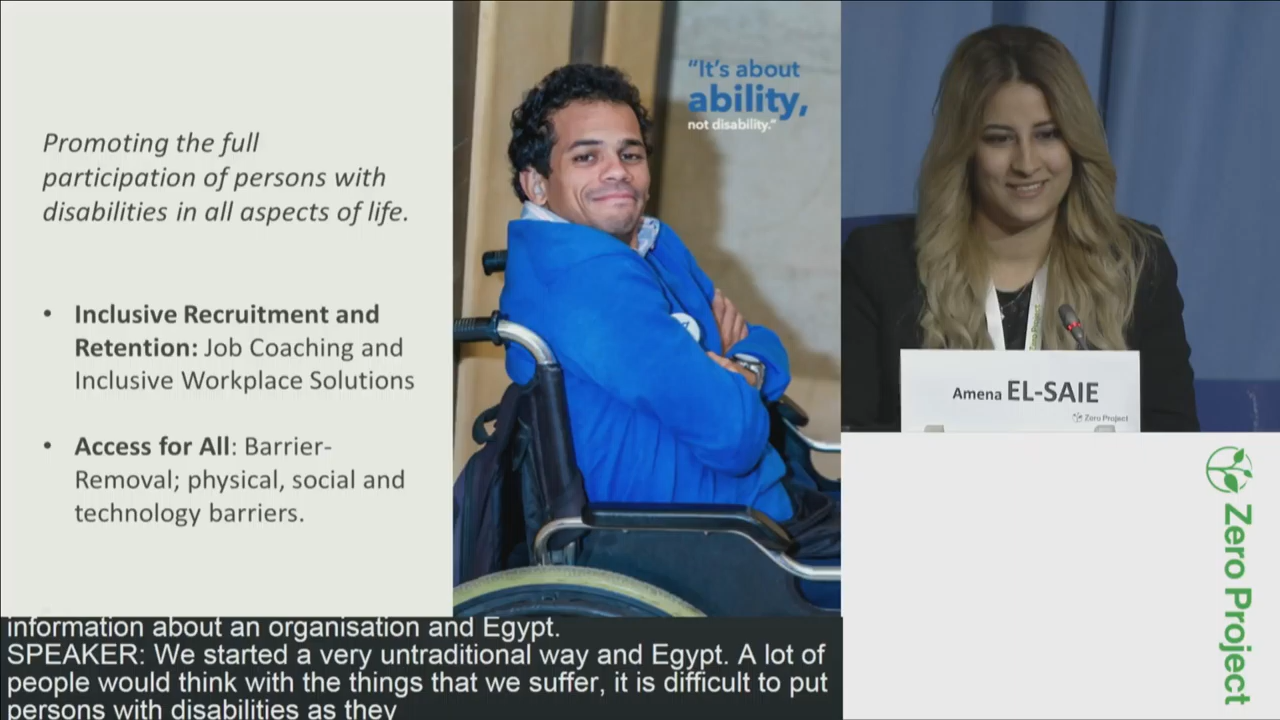 Promoting the full
participation of persons with
disabilities in all aspects of life.
• Inclusive Recruitment and
Retention: Job Coaching and
Inclusive Workplace Solutions
• Access for All: Barrier-
Removal; physical, social and
technology barriers.
“It's about
ability,
not disability.”
Zero Project
Amena EL-SAIE
Zero Project
Zero Project
information about an organisation and Egypt.
SPEAKER: We started a very untraditional way and Egypt. A lot of
people would think with the things that we suffer, it is difficult to put
persons with disabilities as they